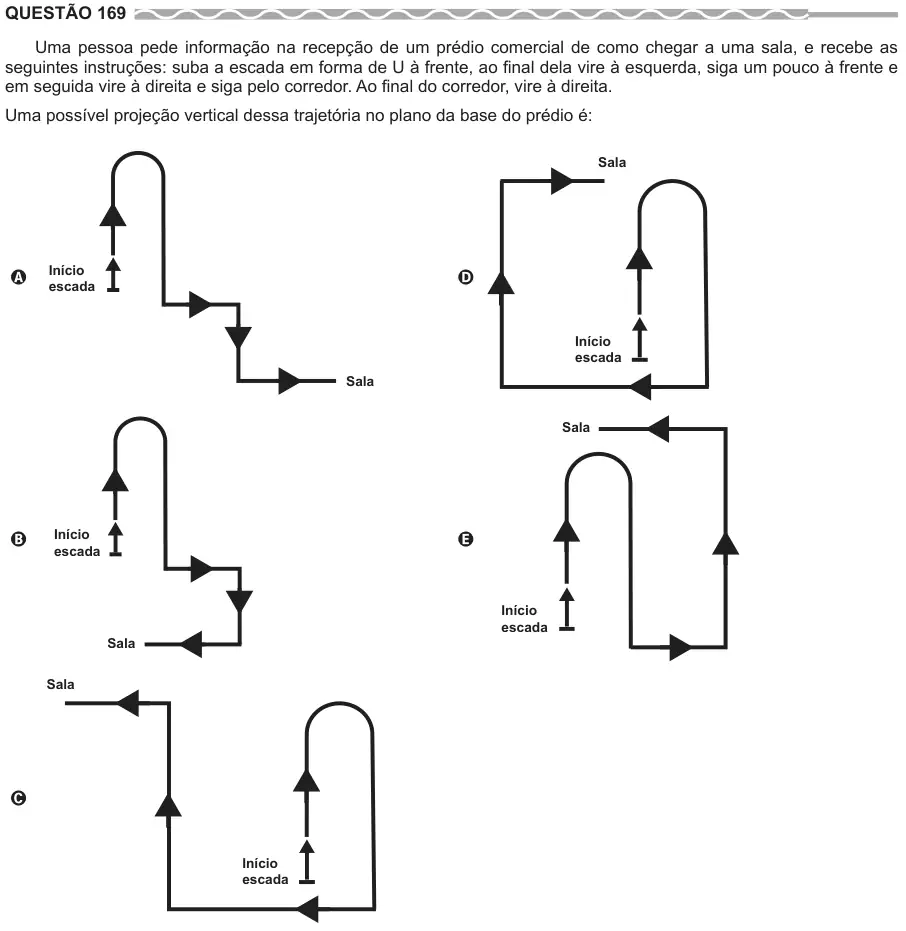 QUESTÃO 169
Uma pessoa pede informação na recepção de um prédio comercial de como chegar a uma sala, e recebe as
seguintes instruções: suba a escada em forma de U à frente, ao final dela vire à esquerda, siga um pouco à frente e
em seguida vire à direita e siga pelo corredor. Ao final do corredor, vire à direita.
Uma possível projeção vertical dessa trajetória no plano da base do prédio é:
A
Início
escada
Sala
B
Início
escada
Sala
C
Sala
Início
escada
D
Sala
Início
escada
E
Sala
Início
escada